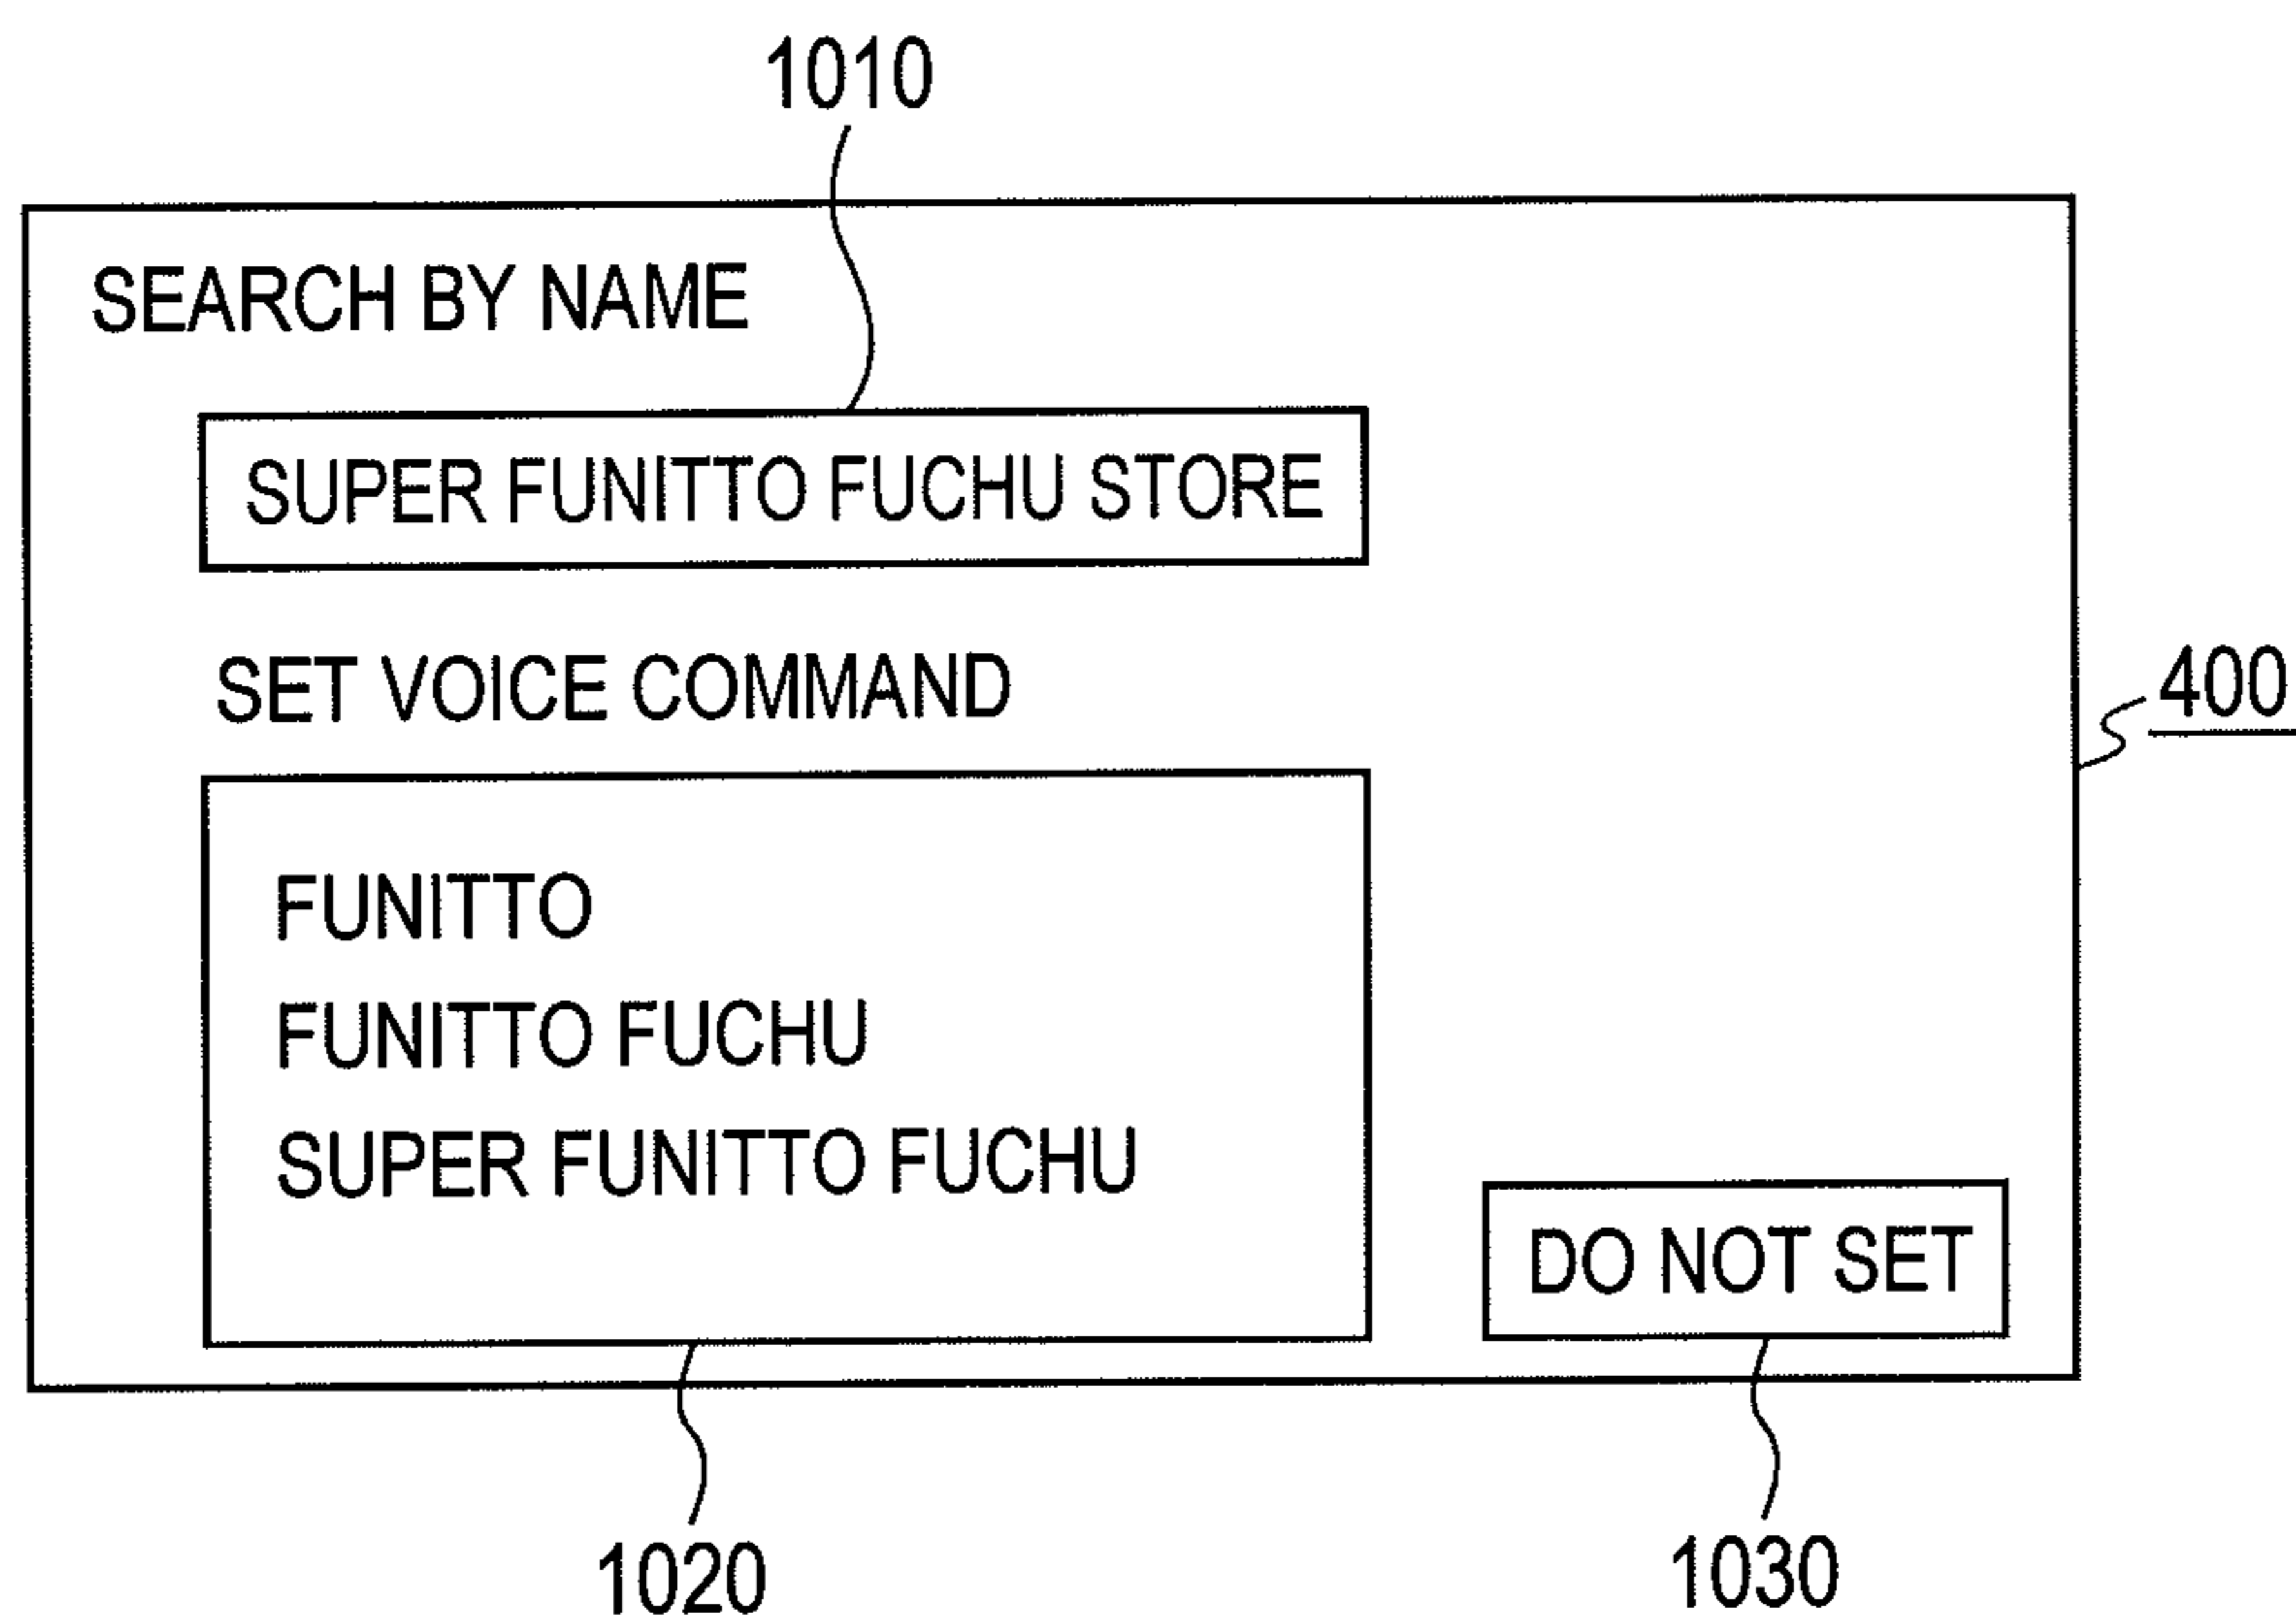 1010
SEARCH BY NAME
SUPER FUNITTO FUCHU STORE
SET VOICE COMMAND
400
FUNITTO
FUNITTO FUCHU
SUPER FUNITTO FUCHU
DO NOT SET
1020
1030